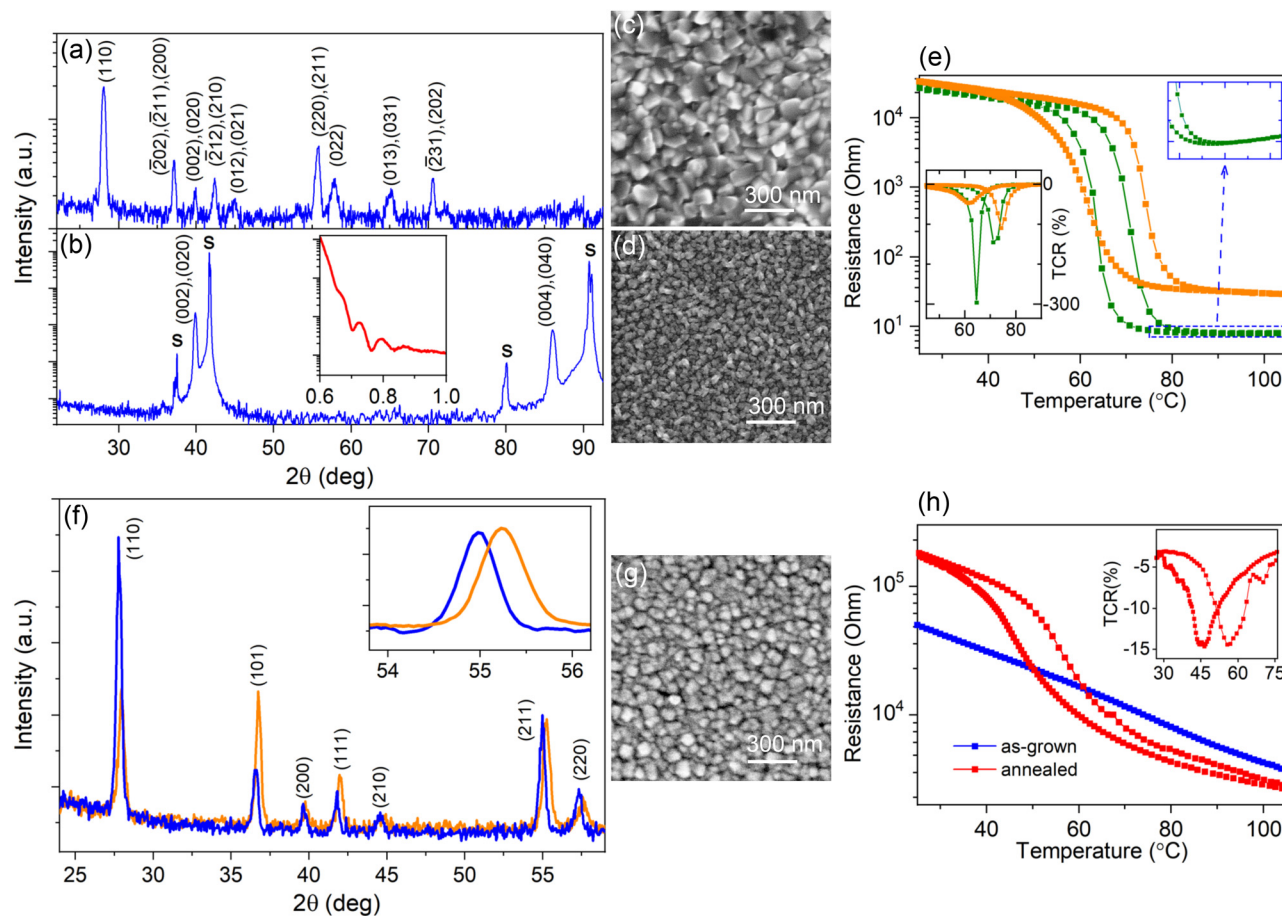 (a)
(110)
(2̅02),(2̅11),(200)
(002),(020)
(2̅12),(210)
(012),(021)
(220),(211)
(022)
(013),(031)
(2̅31),(202)
Intensity (a.u.)
(b)
S
(002),(020)
S
0.6 0.8 1.0
S
(004),(040)
S
30 40 50 60 70 80 90
2θ (deg)
(c)
300 nm
(d)
300 nm
(e)
Resistance (Ohm)
10⁴
10³
10²
10¹
0
-300
TCR (%)
60 80
40 60 80 100
Temperature (°C)
(f)
(110)
(101)
(200)
(111)
(210)
(211)
(220)
54 55 56
Intensity (a.u.)
25 30 35 40 45 50 55
2θ (deg)
(g)
300 nm
(h)
Resistance (Ohm)
10⁵
10⁴
TCR(%)
-5
-10
-15
30 45 60 75
as-grown
annealed
40 60 80 100
Temperature (°C)